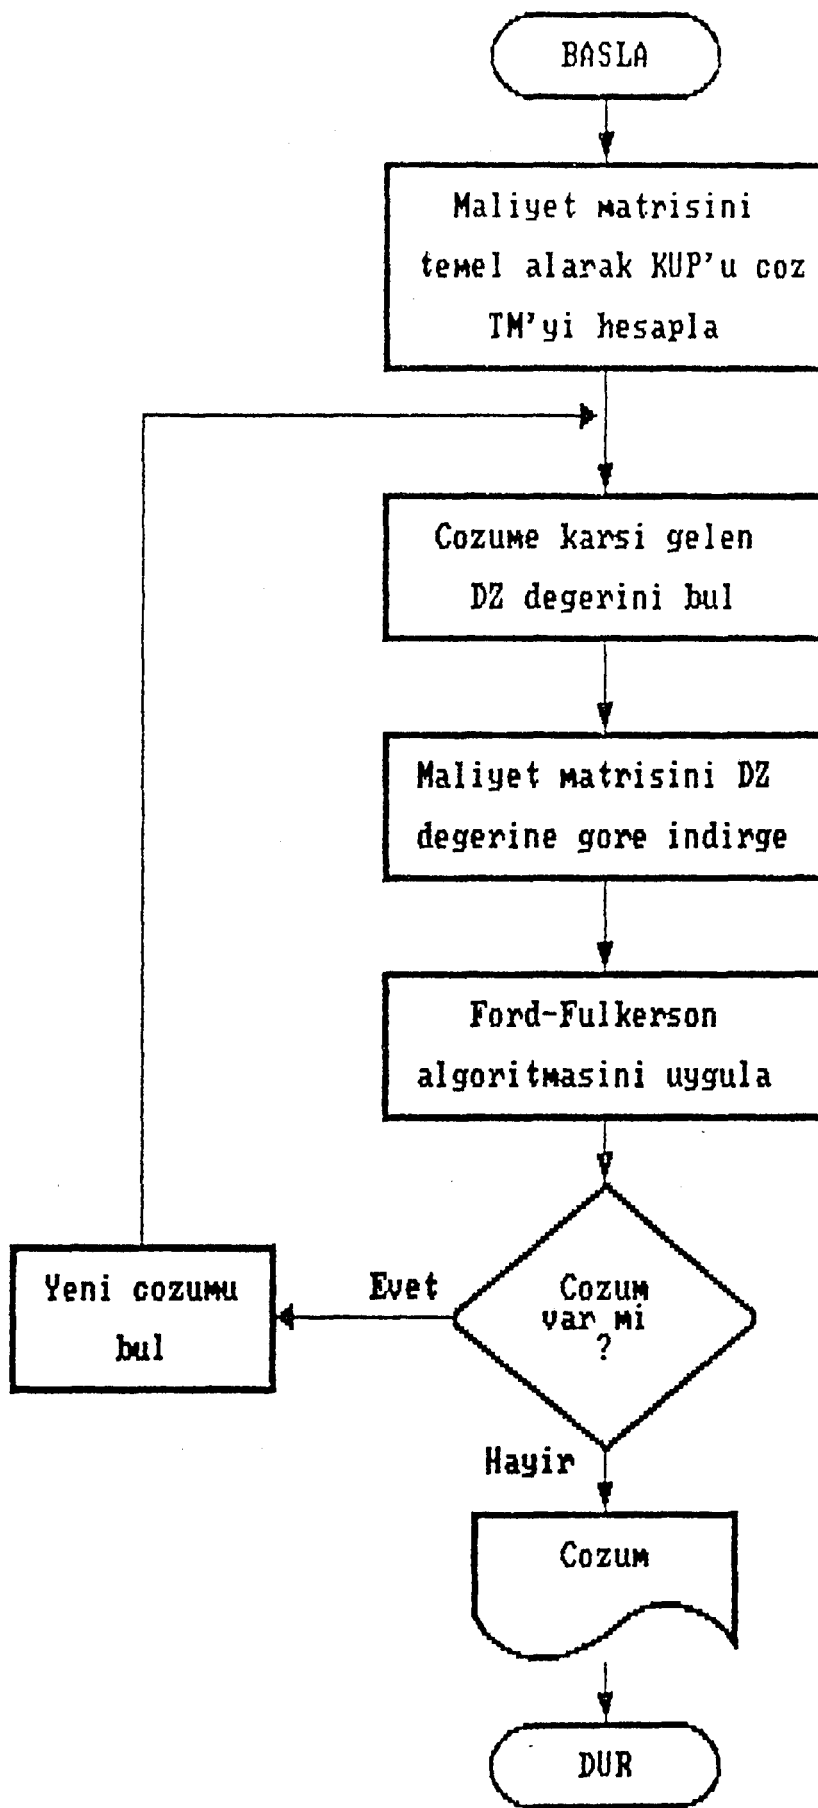 BASLA
Maliyet matrisini
temel alarak KUP'u coz
TM'yi hesapla
Cozume karsi gelen
DZ degerini bul
Maliyet matrisini DZ
degerine gore indirge
Ford-Fulkerson
algoritmasini uygula
Cozum
var mi
?
Evet
Yeni cozumu
bul
Hayir
Cozum
DUR